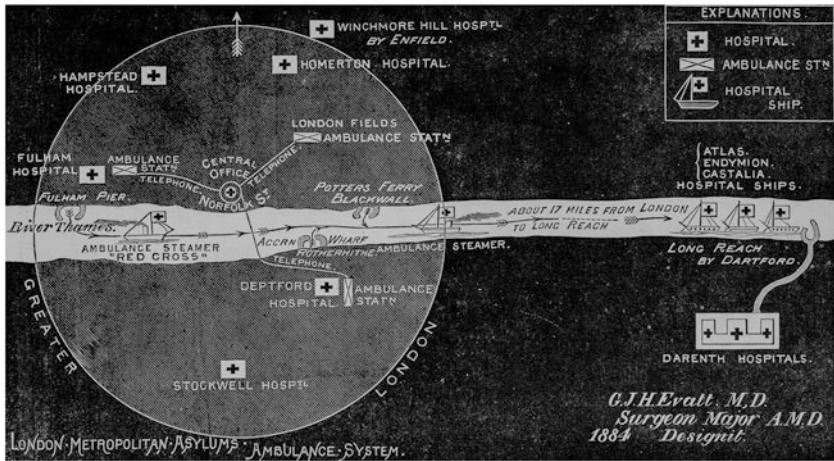 WINCHMORE HILL HOSPTL
BY ENFIELD.
HOMERTON HOSPITAL.
HAMPSTEAD
HOSPITAL.
LONDON FIELDS
AMBULANCE STATN
FULHAM
HOSPITAL
AMBULANCE
STATN
TELEPHONE.
CENTRAL
OFFICE
TELEPHONE.
NORFOLK ST.
FULHAM PIER.
POTTERS FERRY
BLACKWALL.
River Thames.
AMBULANCE STEAMER
"RED CROSS"
ACCRN WHARF
ROTHERHITHE.
AMBULANCE STEAMER.
TELEPHONE
DEPTFORD
HOSPITAL.
AMBULANCE
STATN
STOCKWELL HOSPTL
GREATER
LONDON
EXPLANATIONS.
HOSPITAL.
AMBULANCE STN
HOSPITAL
SHIP.
ATLAS.
ENDYMION.
CASTALIA.
HOSPITAL SHIPS.
ABOUT 17 MILES FROM LONDON
TO LONG REACH
LONG REACH
BY DARTFORD.
DARENTH HOSPITALS.
G.J.H.Evatt. M.D.
Surgeon Major A.M.D.
1884 Designit.
LONDON·METROPOLITAN·ASYLUMS·AMBULANCE·SYSTEM.